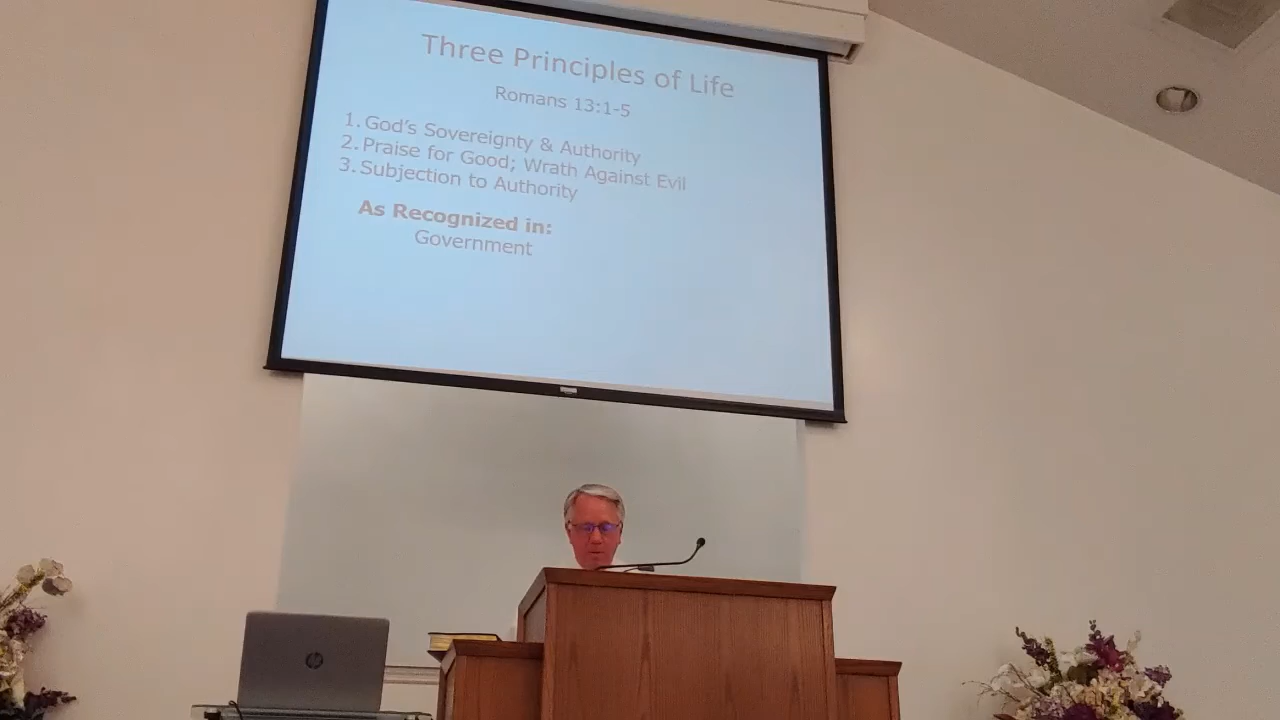 Three Principles of Life
Romans 13:1-5
1. God's Sovereignty & Authority
2. Praise for Good; Wrath Against Evil
3. Subjection to Authority
As Recognized in:
Government
hp